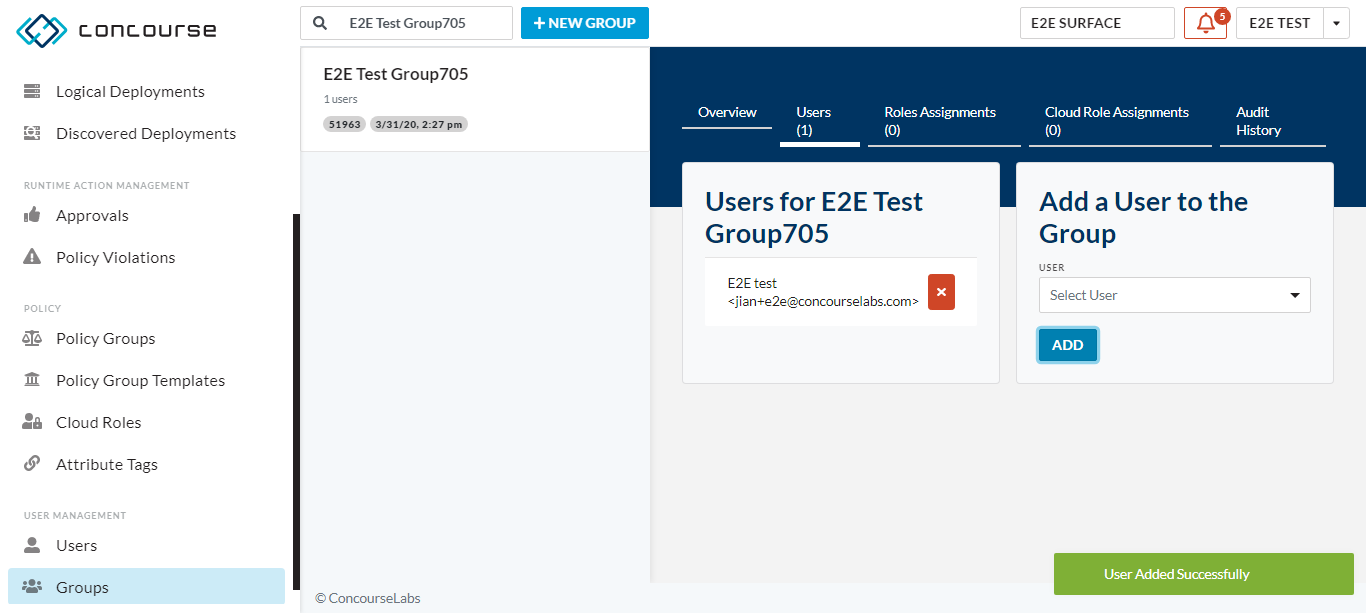 concourse
Logical Deployments
Discovered Deployments
RUNTIME ACTION MANAGEMENT
Approvals
Policy Violations
POLICY
Policy Groups
Policy Group Templates
Cloud Roles
Attribute Tags
USER MANAGEMENT
Users
Groups
E2E Test Group705
+ NEW GROUP
E2E SURFACE
5
E2E TEST
E2E Test Group705
1 users
51963 3/31/20, 2:27 pm
Overview
Users
(1)
Roles Assignments
(0)
Cloud Role Assignments
(0)
Audit
History
Users for E2E Test
Group705
E2E test
<jian+e2e@concourselabs.com>
Add a User to the
Group
USER
Select User
ADD
User Added Successfully
© ConcourseLabs